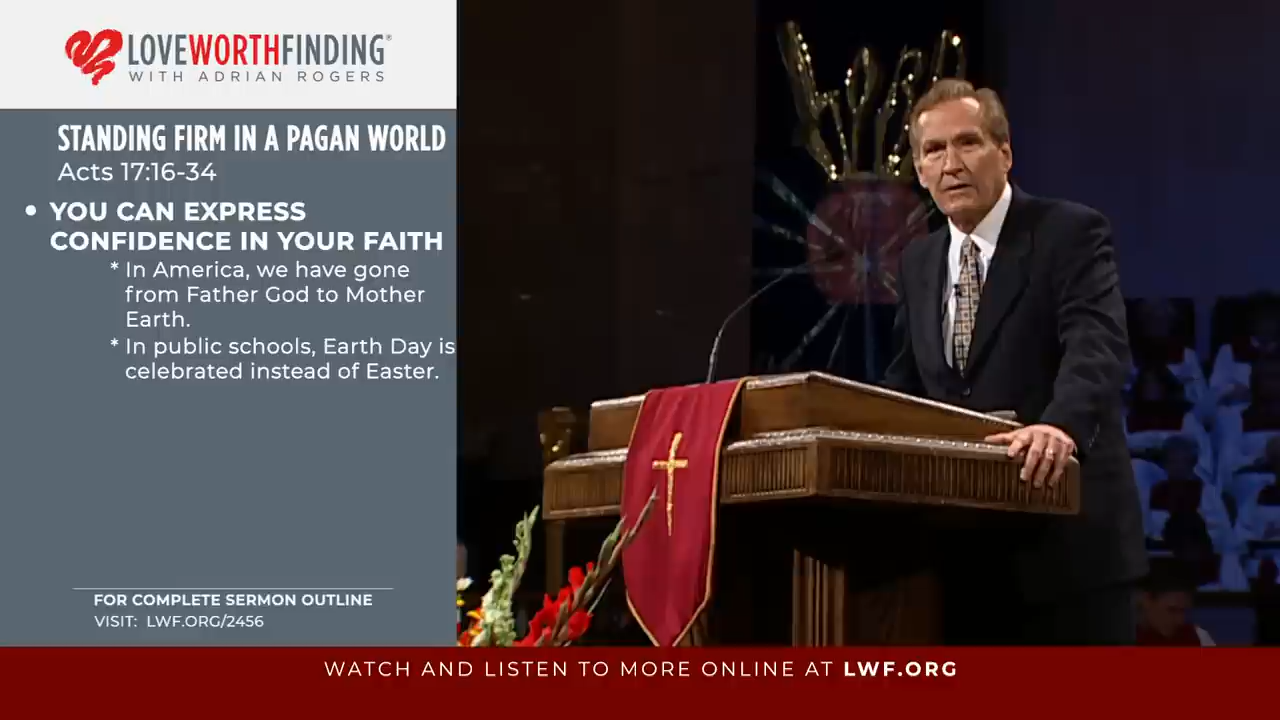 LOVEWORTHFINDING®
WITH ADRIAN ROGERS
STANDING FIRM IN A PAGAN WORLD
Acts 17:16-34
• YOU CAN EXPRESS
CONFIDENCE IN YOUR FAITH
* In America, we have gone
from Father God to Mother
Earth.
* In public schools, Earth Day is
celebrated instead of Easter.
FOR COMPLETE SERMON OUTLINE
VISIT: LWF.ORG/2456
WATCH AND LISTEN TO MORE ONLINE AT LWF.ORG